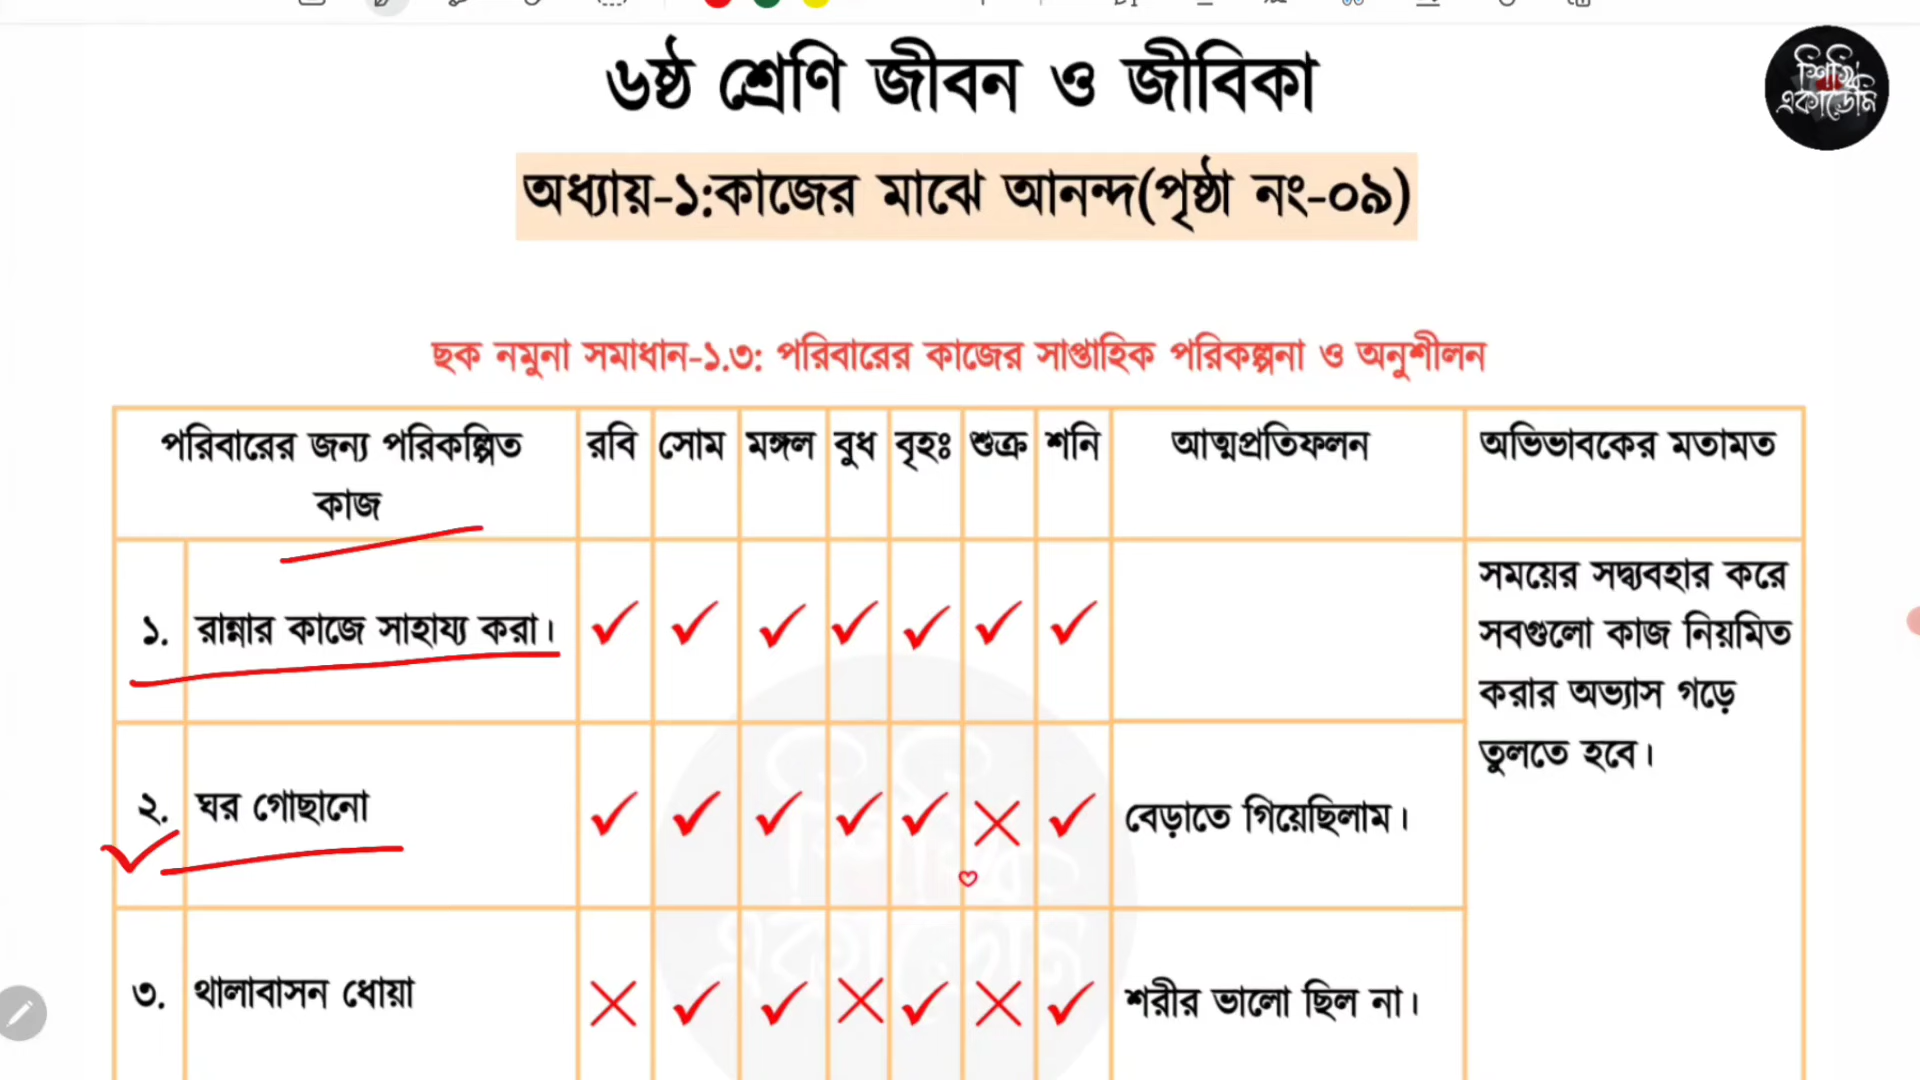 ৬ষ্ঠ শ্রেণি জীবন ও জীবিকা
শিখি একাডেমি
অধ্যায়-১:কাজের মাঝে আনন্দ(পৃষ্ঠা নং-০৯)
ছক নমুনা সমাধান-১.৩: পরিবারের কাজের সাপ্তাহিক পরিকল্পনা ও অনুশীলন
পরিবারের জন্য পরিকল্পিত কাজ
রবি সোম মঙ্গল বুধ বৃহঃ শুক্র শনি আত্মপ্রতিফলন অভিভাবকের মতামত
১. রান্নার কাজে সাহায্য করা।
সময়ের সদ্ব্যবহার করে
সবগুলো কাজ নিয়মিত
করার অভ্যাস গড়ে
তুলতে হবে।
২. ঘর গোছানো
বেড়াতে গিয়েছিলাম।
৩. থালাবাসন ধোয়া
শরীর ভালো ছিল না।